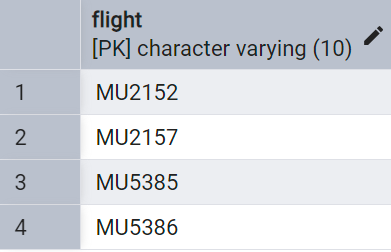 flight
[PK] character varying (10)
1 MU2152
2 MU2157
3 MU5385
4 MU5386